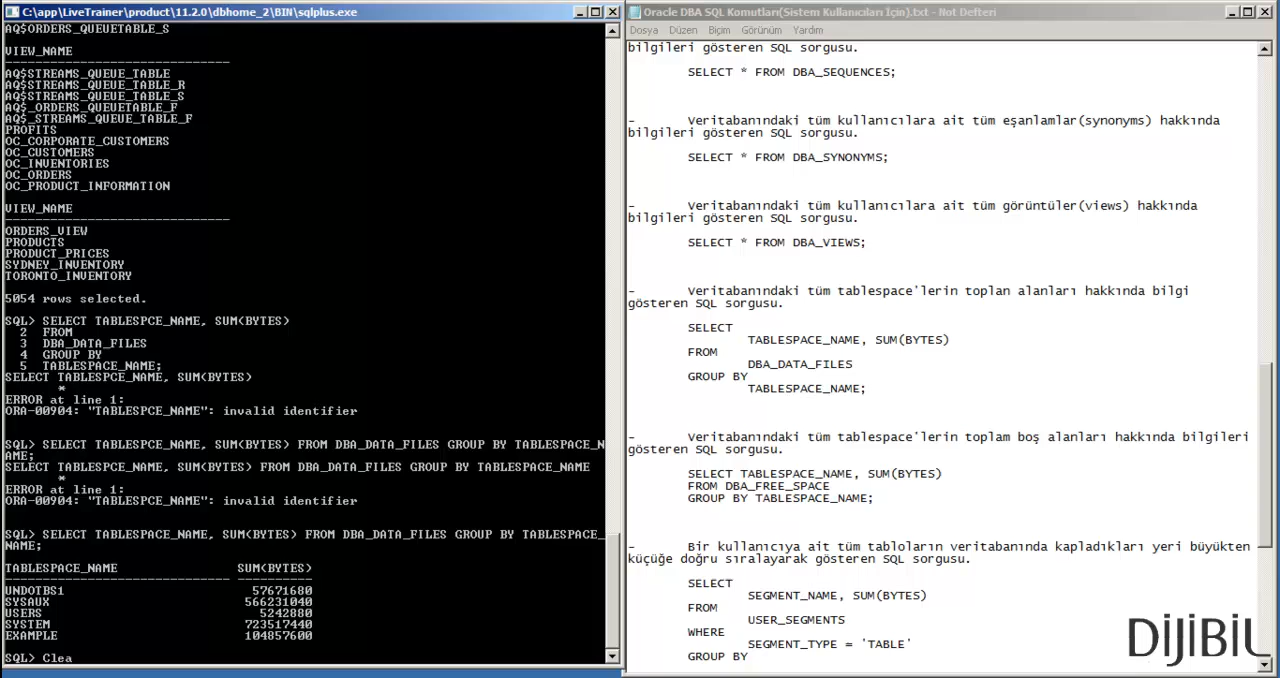 C:\app\LiveTrainer\product\11.2.0\dbhome_2\BIN\sqlplus.exe
AQ$ORDERS_QUEUETABLE_S
VIEW_NAME
------------------------------
AQ$STREAMS_QUEUE_TABLE
AQ$STREAMS_QUEUE_TABLE_R
AQ$STREAMS_QUEUE_TABLE_S
AQ$_ORDERS_QUEUETABLE_F
AQ$_STREAMS_QUEUE_TABLE_F
PROFITS
OC_CORPORATE_CUSTOMERS
OC_CUSTOMERS
OC_INVENTORIES
OC_ORDERS
OC_PRODUCT_INFORMATION
VIEW_NAME
------------------------------
ORDERS_VIEW
PRODUCTS
PRODUCT_PRICES
SYDNEY_INVENTORY
TORONTO_INVENTORY
5054 rows selected.
SQL> SELECT TABLESPCE_NAME, SUM(BYTES)
2 FROM
3 DBA_DATA_FILES
4 GROUP BY
5 TABLESPACE_NAME;
SELECT TABLESPCE_NAME, SUM(BYTES)
*
ERROR at line 1:
ORA-00904: "TABLESPCE_NAME": invalid identifier
SQL> SELECT TABLESPCE_NAME, SUM(BYTES) FROM DBA_DATA_FILES GROUP BY TABLESPACE_N
AME;
SELECT TABLESPCE_NAME, SUM(BYTES) FROM DBA_DATA_FILES GROUP BY TABLESPACE_NAME
*
ERROR at line 1:
ORA-00904: "TABLESPCE_NAME": invalid identifier
SQL> SELECT TABLESPACE_NAME, SUM(BYTES) FROM DBA_DATA_FILES GROUP BY TABLESPACE_
NAME;
TABLESPACE_NAME SUM(BYTES)
------------------------------ ----------
UNDOTBS1 57671680
SYSAUX 566231040
USERS 5242880
SYSTEM 723517440
EXAMPLE 104857600
SQL> Clea
Oracle DBA SQL Komutları(Sistem Kullanıcıları İçin).txt - Not Defteri
Dosya Düzen Biçim Görünüm Yardım
bilgileri gösteren SQL sorgusu.
SELECT * FROM DBA_SEQUENCES;
- Veritabanındaki tüm kullanıcılara ait tüm eşanlamlar(synonyms) hakkında
bilgileri gösteren SQL sorgusu.
SELECT * FROM DBA_SYNONYMS;
- Veritabanındaki tüm kullanıcılara ait tüm görüntüler(views) hakkında
bilgileri gösteren SQL sorgusu.
SELECT * FROM DBA_VIEWS;
- Veritabanındaki tüm tablespace'lerin toplan alanları hakkında bilgi
gösteren SQL sorgusu.
SELECT
TABLESPACE_NAME, SUM(BYTES)
FROM
DBA_DATA_FILES
GROUP BY
TABLESPACE_NAME;
- Veritabanındaki tüm tablespace'lerin toplam boş alanları hakkında bilgileri
gösteren SQL sorgusu.
SELECT TABLESPACE_NAME, SUM(BYTES)
FROM DBA_FREE_SPACE
GROUP BY TABLESPACE_NAME;
- Bir kullanıcıya ait tüm tabloların veritabanında kapladıkları yeri büyükten
küçüğe doğru sıralayarak gösteren SQL sorgusu.
SELECT
SEGMENT_NAME, SUM(BYTES)
FROM
USER_SEGMENTS
WHERE
SEGMENT_TYPE = 'TABLE'
GROUP BY
DİJİBİL